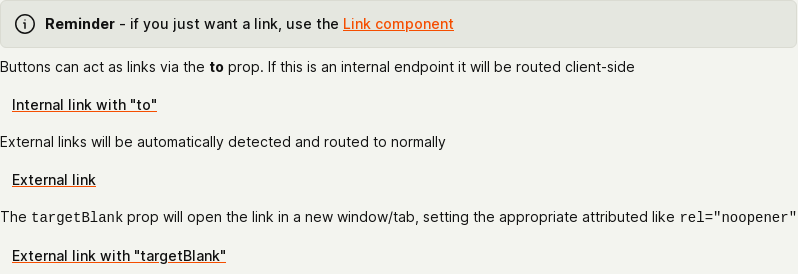 Reminder - if you just want a link, use the Link component
Buttons can act as links via the to prop. If this is an internal endpoint it will be routed client-side
Internal link with "to"
External links will be automatically detected and routed to normally
External link
The targetBlank prop will open the link in a new window/tab, setting the appropriate attributed like rel="noopener"
External link with "targetBlank"